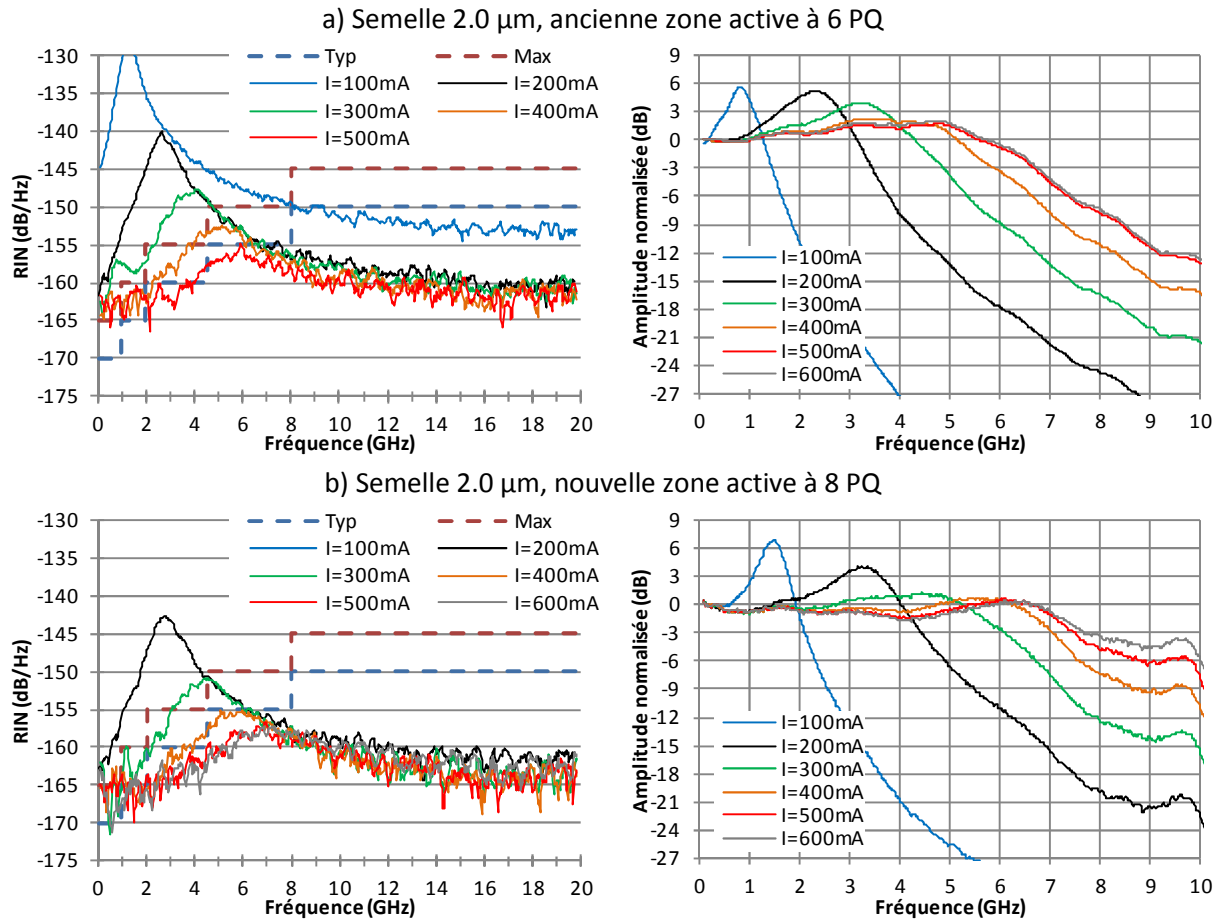 a) Semelle 2.0 µm, ancienne zone active à 6 PQ
RIN (dB/Hz)
-130
-135
-140
-145
-150
-155
-160
-165
-170
-175
Typ Max
I=100mA I=200mA
I=300mA I=400mA
I=500mA
0 2 4 6 8 10 12 14 16 18 20
Fréquence (GHz)
Amplitude normalisée (dB)
9
6
3
0
-3
-6
-9
-12
-15
-18
-21
-24
-27
I=100mA
I=200mA
I=300mA
I=400mA
I=500mA
I=600mA
0 1 2 3 4 5 6 7 8 9 10
Fréquence (GHz)
b) Semelle 2.0 µm, nouvelle zone active à 8 PQ
RIN (dB/Hz)
-130
-135
-140
-145
-150
-155
-160
-165
-170
-175
Typ Max
I=100mA I=200mA
I=300mA I=400mA
I=500mA I=600mA
0 2 4 6 8 10 12 14 16 18 20
Fréquence (GHz)
Amplitude normalisée (dB)
9
6
3
0
-3
-6
-9
-12
-15
-18
-21
-24
-27
I=100mA
I=200mA
I=300mA
I=400mA
I=500mA
I=600mA
0 1 2 3 4 5 6 7 8 9 10
Fréquence (GHz)